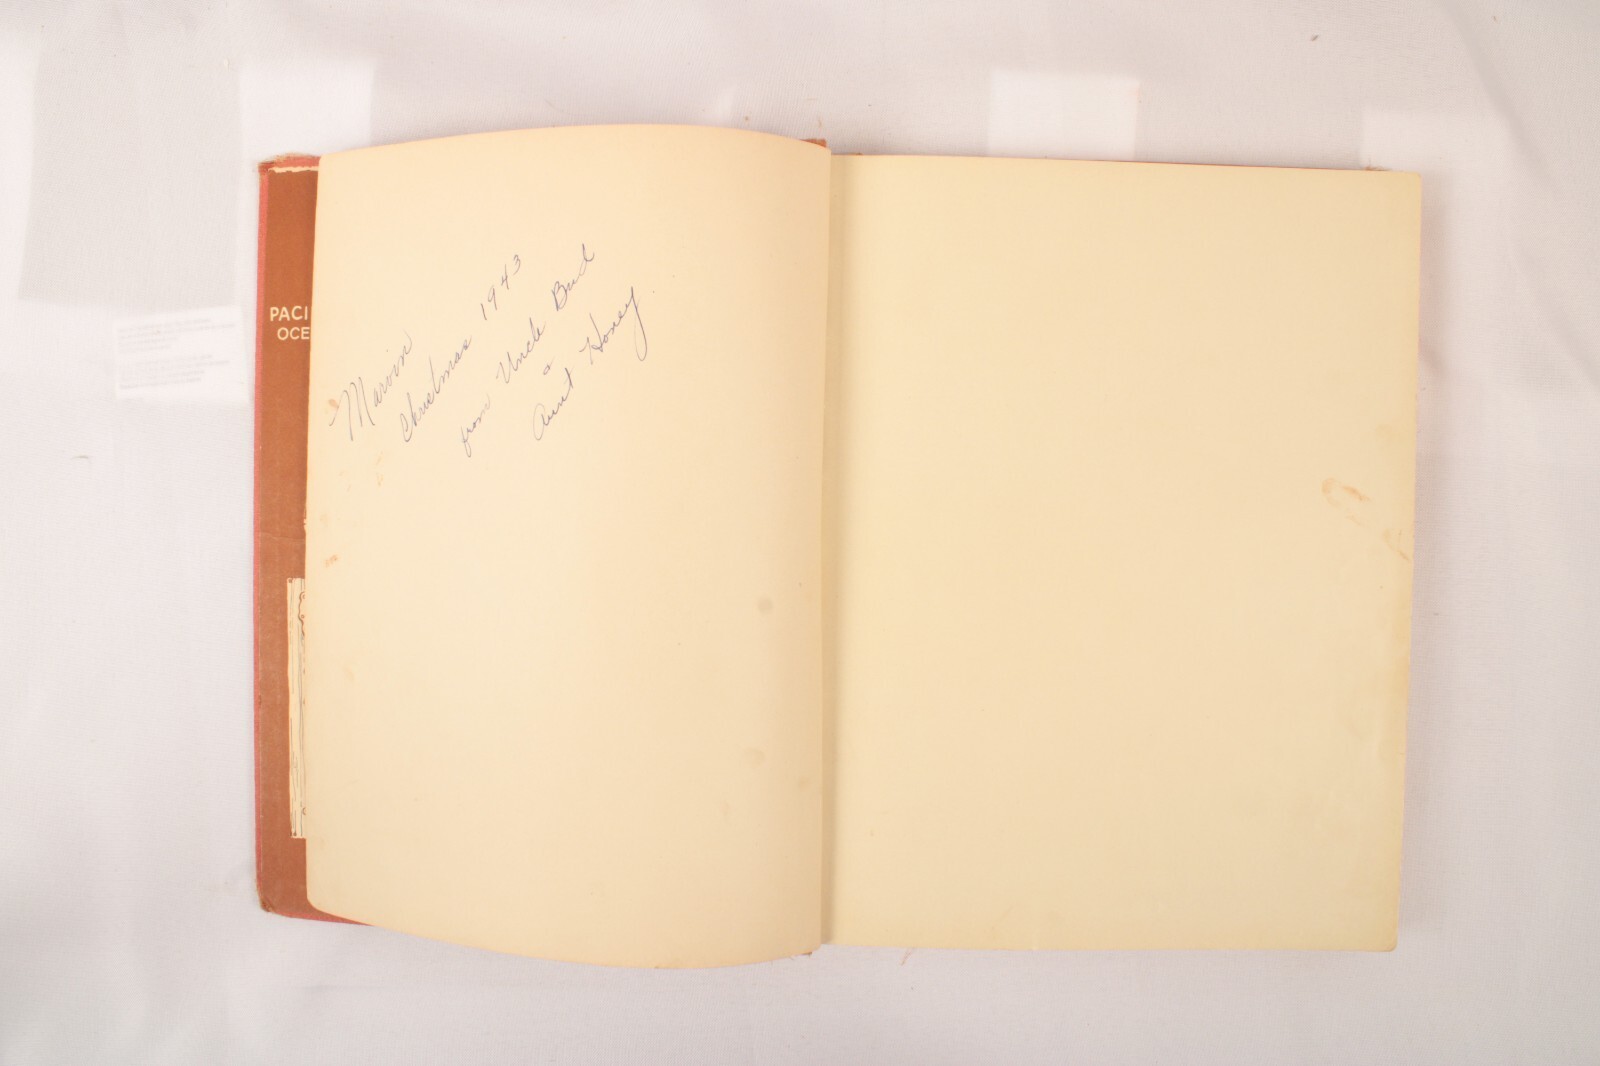 PACI
OCE
Marvin
Christmas 1943
from Uncle Bud
&
Aunt Honey